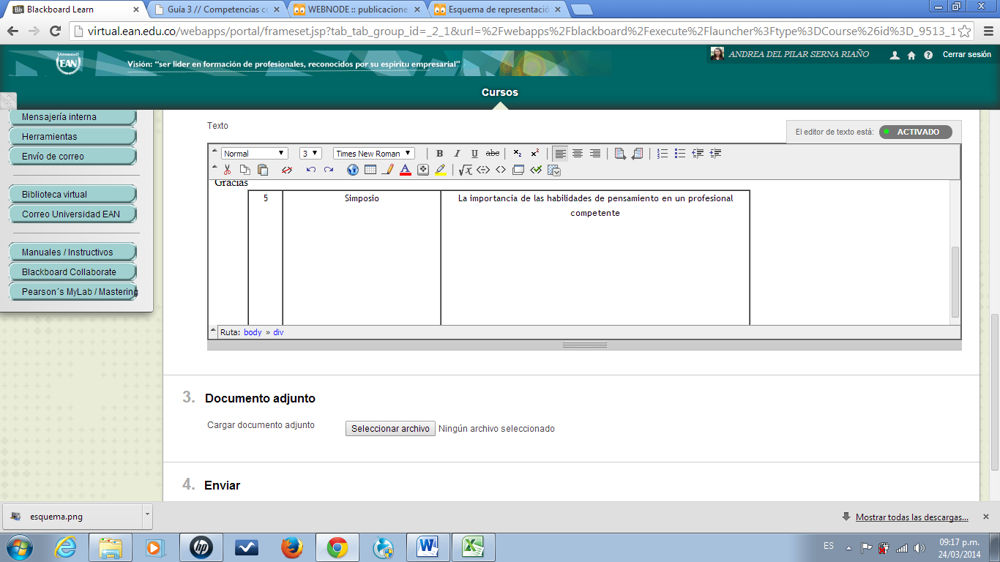 Blackboard Learn
Guía 3 // Competencias c
WEBNODE :: publicacione
Esquema de representació
virtual.ean.edu.co/webapps/portal/frameset.jsp?tab_tab_group_id=_2_1&url=%2Fwebapps%2Fblackboard%2Fexecute%2Flauncher%3Ftype%3DCourse%26id%3D_9513_1
UNIVERSIDAD
EAN
Visión: “ser lider en formación de profesionales, reconocidos por su espiritu empresarial”
ANDREA DEL PILAR SERNA RIAÑO
Cerrar sesión
Cursos
Mensajería interna
Herramientas
Envío de correo
Biblioteca virtual
Correo Universidad EAN
Manuales / Instructivos
Blackboard Collaborate
Pearson´s MyLab / Mastering
Texto
El editor de texto está: ACTIVADO
Normal 3 Times New Roman
Gracias
5 Simposio La importancia de las habilidades de pensamiento en un profesional
competente
Ruta: body » div
3. Documento adjunto
Cargar documento adjunto Seleccionar archivo Ningún archivo seleccionado
4. Enviar
esquema.png
Mostrar todas las descargas...
ES
09:17 p.m.
24/03/2014